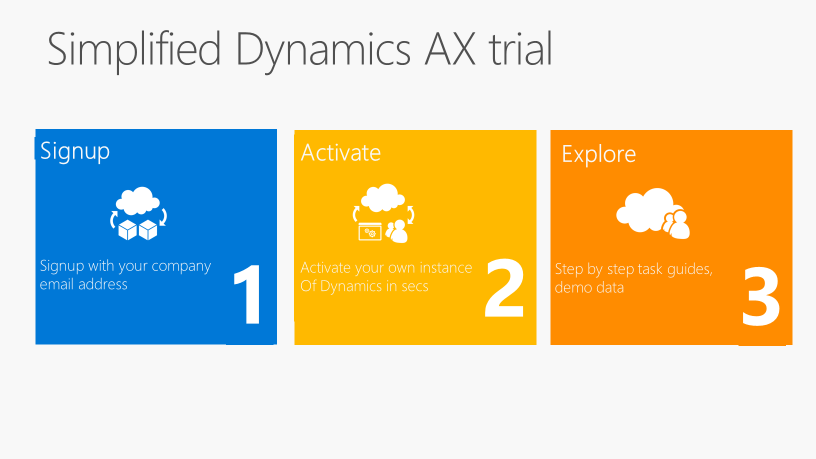 Simplified Dynamics AX trial
Signup
Signup with your company
email address
1
Activate
Activate your own instance
Of Dynamics in secs
2
Explore
Step by step task guides,
demo data
3